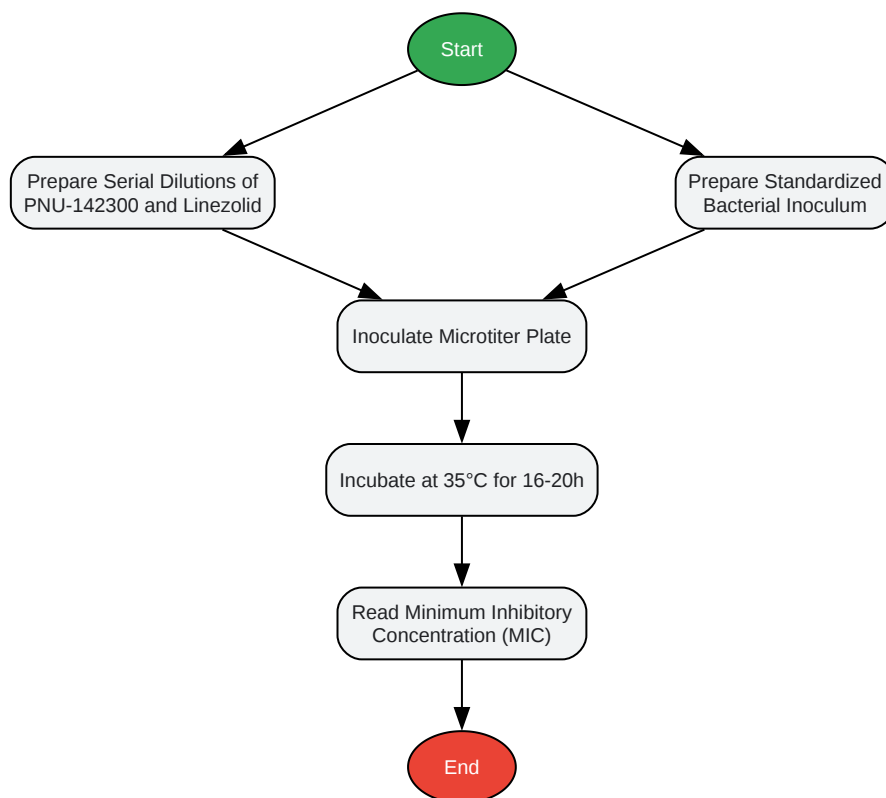 Start
Prepare Serial Dilutions of
PNU-142300 and Linezolid
Prepare Standardized
Bacterial Inoculum
Inoculate Microtiter Plate
Incubate at 35°C for 16-20h
Read Minimum Inhibitory
Concentration (MIC)
End